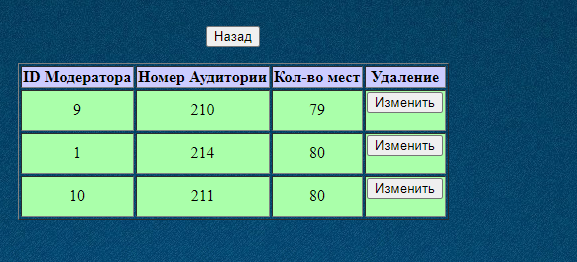 Назад
ID Модератора Номер Аудитории Кол-во мест Удаление
9 210 79 Изменить
1 214 80 Изменить
10 211 80 Изменить